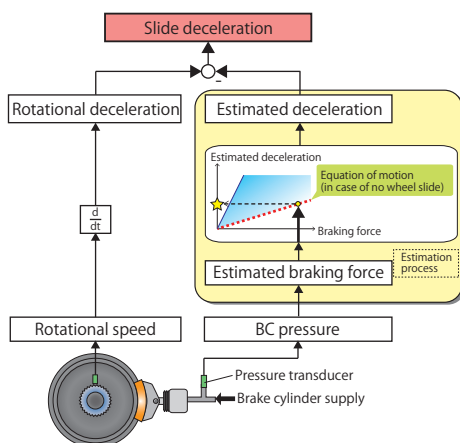 Slide deceleration
-
Rotational deceleration
Estimated deceleration
Estimated deceleration
Equation of motion
(in case of no wheel slide)
Braking force
d
dt
Estimation
process
Estimated braking force
Rotational speed
BC pressure
Pressure transducer
Brake cylinder supply